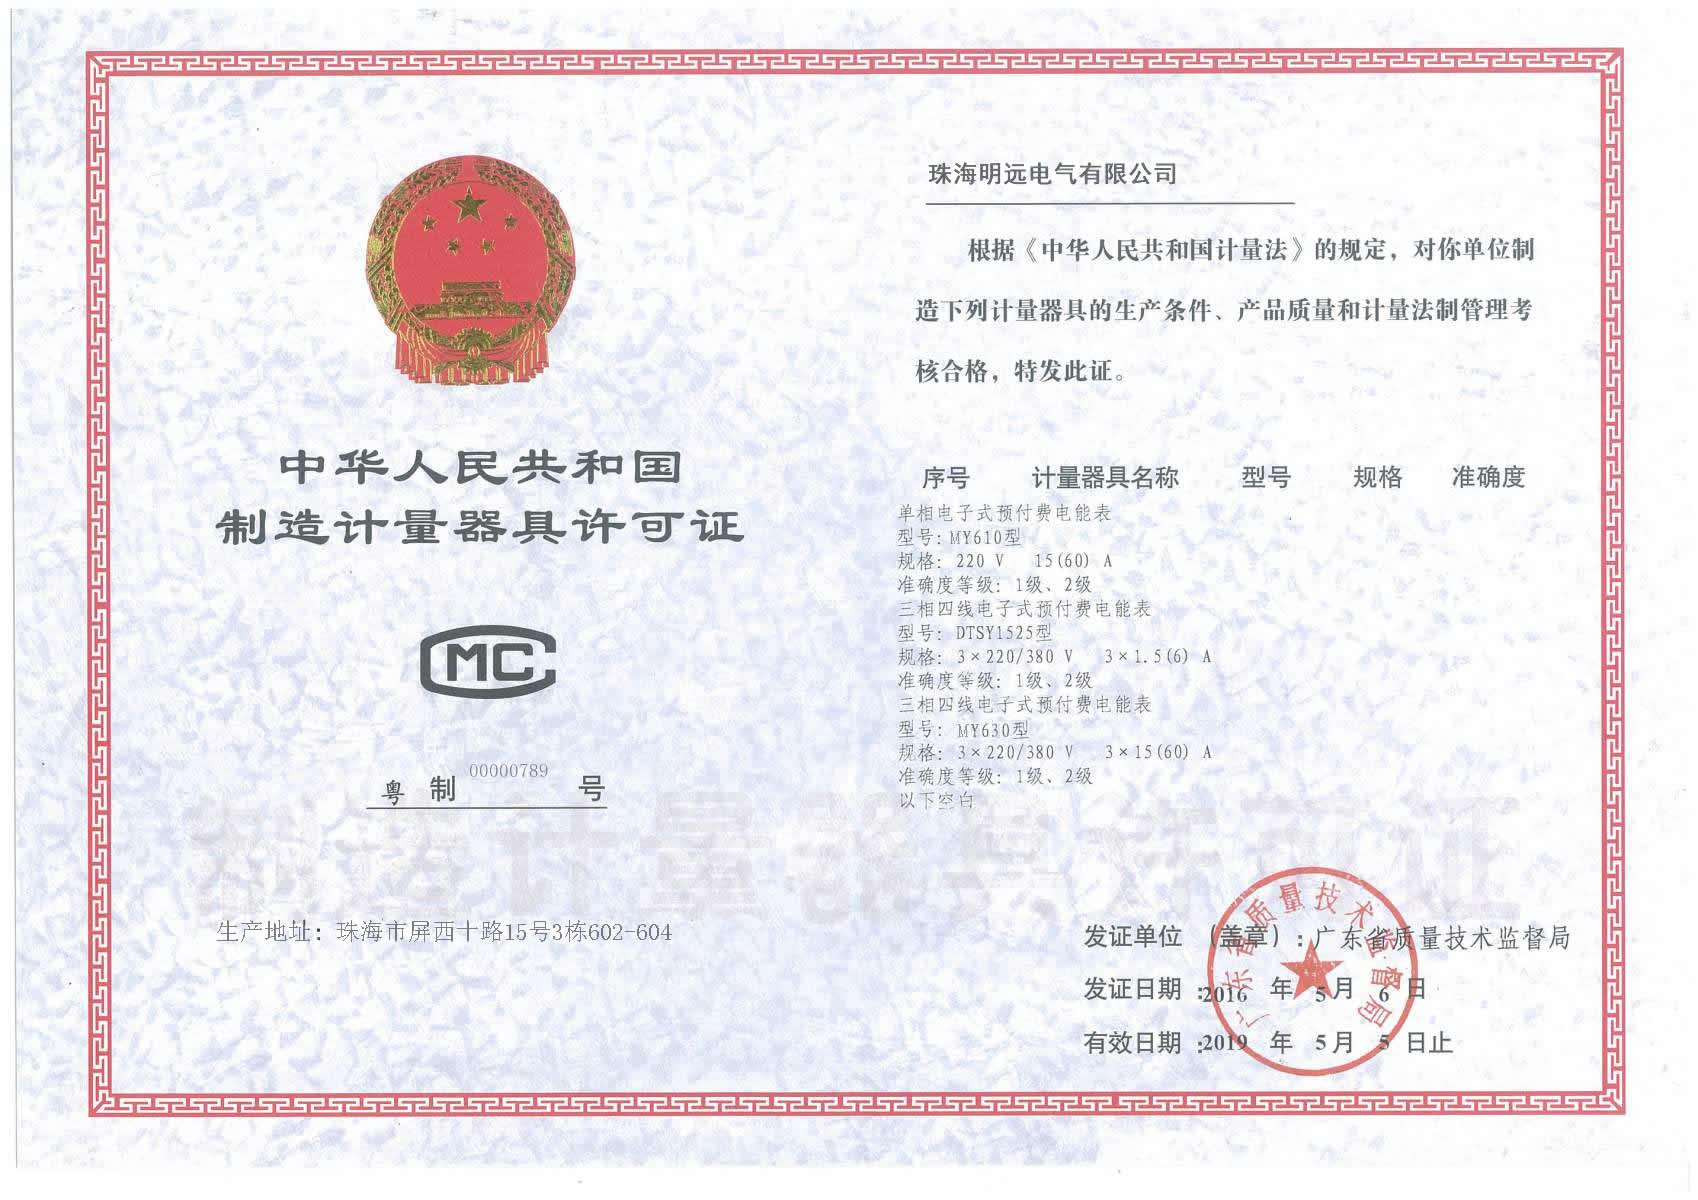 中华人民共和国
制造计量器具许可证
MC
粤 制 00000789 号
生产地址：珠海市屏西十路15号3栋602-604
珠海明远电气有限公司
根据《中华人民共和国计量法》的规定，对你单位制
造下列计量器具的生产条件、产品质量和计量法制管理考
核合格，特发此证。
序号 计量器具名称 型号 规格 准确度
单相电子式预付费电能表
型号: MY610型
规格: 220 V 15(60) A
准确度等级: 1级、2级
三相四线电子式预付费电能表
型号: DTSY1525型
规格: 3×220/380 V 3×1.5(6) A
准确度等级: 1级、2级
三相四线电子式预付费电能表
型号: MY630型
规格: 3×220/380 V 3×15(60) A
准确度等级: 1级、2级
以下空白
制造计量器具许可证
发证单位 （盖章）: 广东省质量技术监督局
发证日期 :2016 年 5 月 6 日
有效日期 :2019 年 5 月 5 日止
广东省质量技术监督局